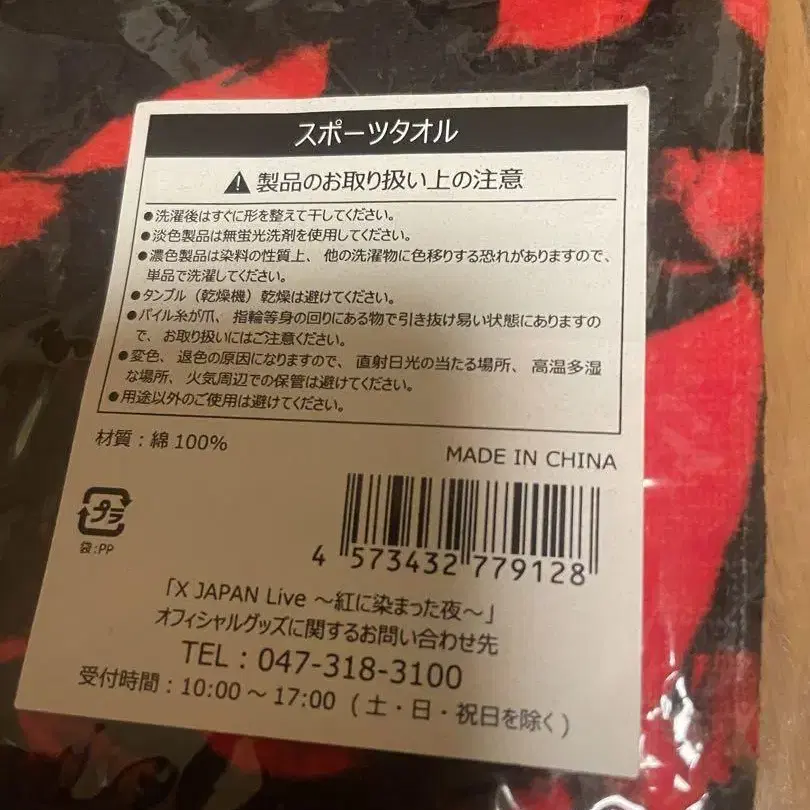 スポーツタオル
製品のお取り扱い上の注意
●洗濯後はすぐに形を整えて干してください。
●淡色製品は無蛍光洗剤を使用してください。
●濃色製品は染料の性質上、他の洗濯物に色移りする恐れがありますので、
単品で洗濯してください。
●タンブル（乾燥機）乾燥は避けてください。
●パイル糸が爪、指輪等身の回りにある物で引き抜け易い状態にありますの
で、お取り扱いにはご注意ください。
●変色、退色の原因になりますので、直射日光の当たる場所、高温多湿
な場所、火気周辺での保管は避けてください。
●用途以外のご使用は避けてください。
材質：綿100%
MADE IN CHINA
プラ
袋:PP
4 573432 779128
「X JAPAN Live ～紅に染まった夜～」
オフィシャルグッズに関するお問い合わせ先
TEL：047-318-3100
受付時間：10:00～17:00（土・日・祝日を除く）